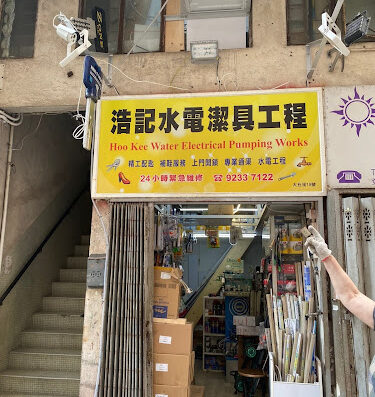 浩記水電潔具工程
Hoo Kee Water Electrical Pumping Works
精工配匙 補鞋服務 上門開鎖 專業通渠 水電工程
24小時緊急維修 ☎ 9233 7122